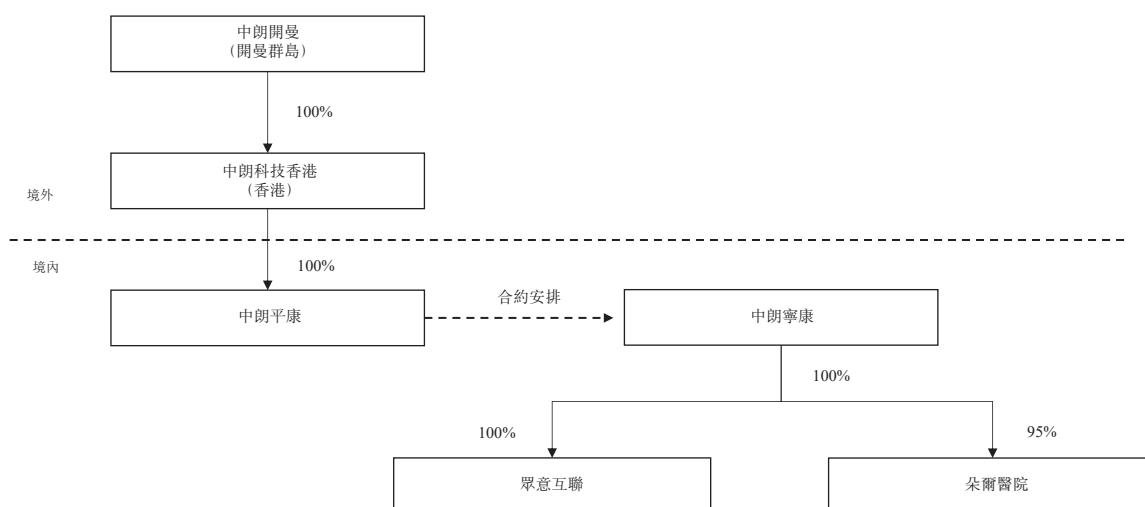 中朗開曼
(開曼群島)
100%
中朗科技香港
(香港)
境外
境內
100%
中朗平康
合約安排
中朗寧康
100%
100%
95%
眾意互聯
朵爾醫院